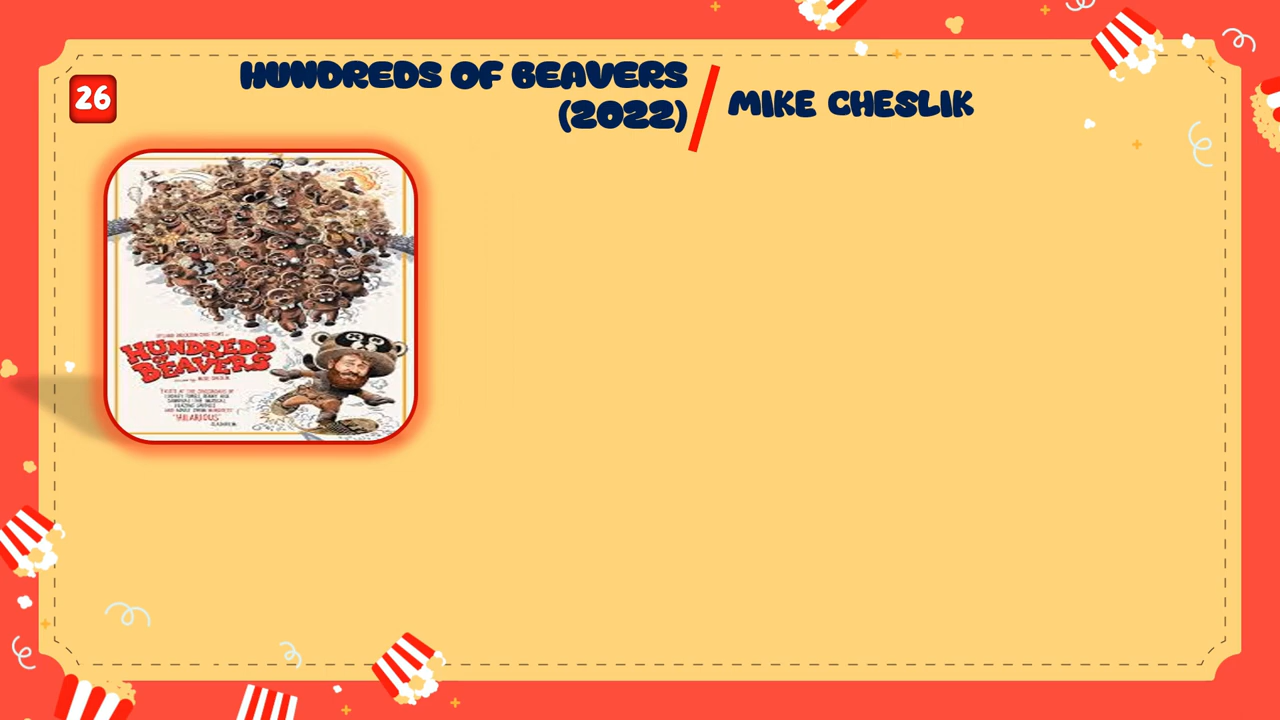 26
HUNDREDS OF BEAVERS
(2022)
MIKE CHESLIK
HUNDREDS
OF
BEAVERS
"HILARIOUS"